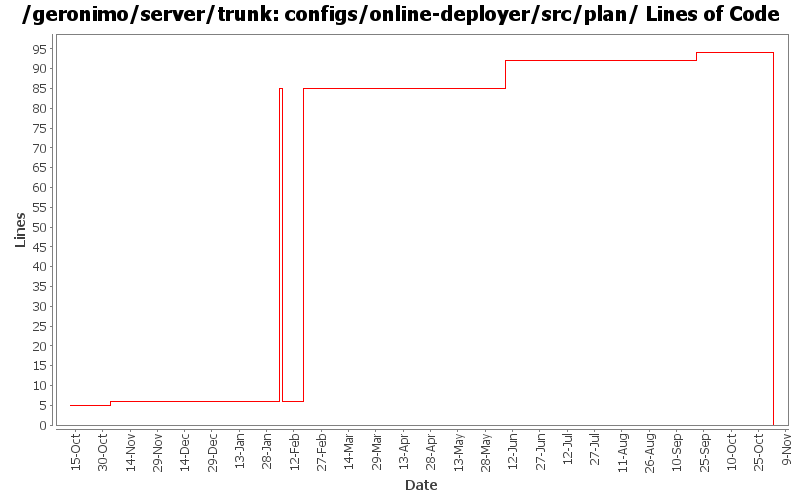 /geronimo/server/trunk: configs/online-deployer/src/plan/ Lines of Code
95
90
85
80
75
70
65
60
55
50
45
40
35
30
25
20
15
10
5
0
Lines
15-Oct
30-Oct
14-Nov
29-Nov
14-Dec
29-Dec
13-Jan
28-Jan
12-Feb
27-Feb
14-Mar
29-Mar
13-Apr
28-Apr
13-May
28-May
12-Jun
27-Jun
12-Jul
27-Jul
11-Aug
26-Aug
10-Sep
25-Sep
10-Oct
25-Oct
9-Nov
Date